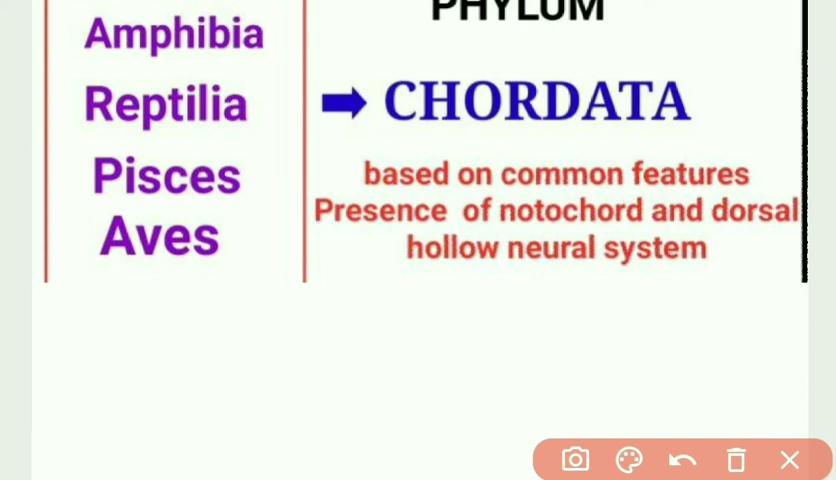 Amphibia
Reptilia
Pisces
Aves
PHYLUM
CHORDATA
based on common features
Presence of notochord and dorsal
hollow neural system